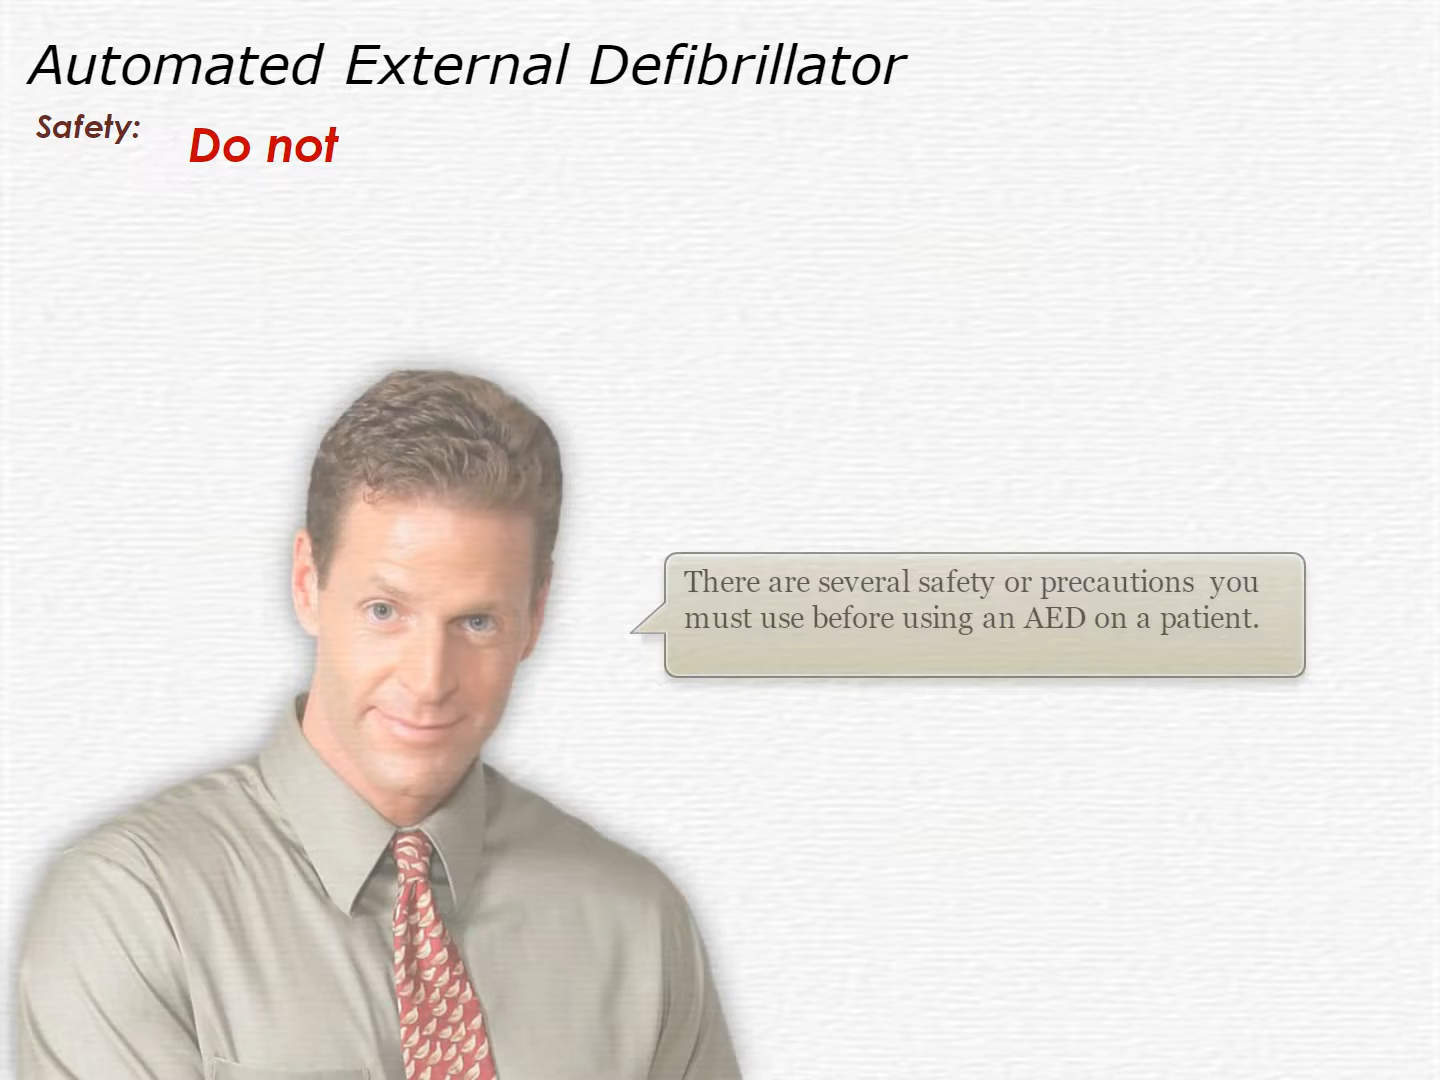 Automated External Defibrillator
Safety:
Do not
There are several safety or precautions  you
must use before using an AED on a patient.